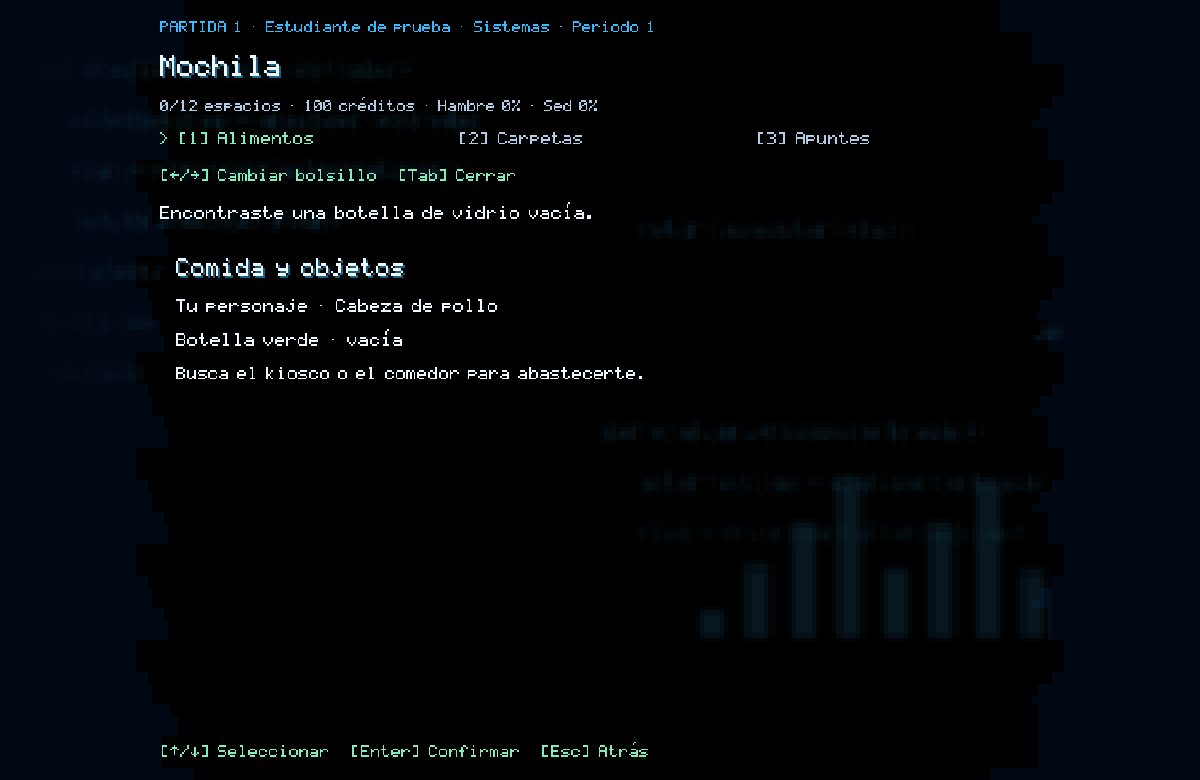 PARTIDA 1 · Estudiante de prueba · Sistemas · Periodo 1
Mochila
0/12 espacios · 100 créditos · Hambre 0% · Sed 0%
> [1] Alimentos [2] Carpetas [3] Apuntes
[←/→] Cambiar bolsillo [Tab] Cerrar
Encontraste una botella de vidrio vacía.
Comida y objetos
Tu personaje · Cabeza de pollo
Botella verde · vacía
Busca el kiosco o el comedor para abastecerte.
[↑/↓] Seleccionar [Enter] Confirmar [Esc] Atrás